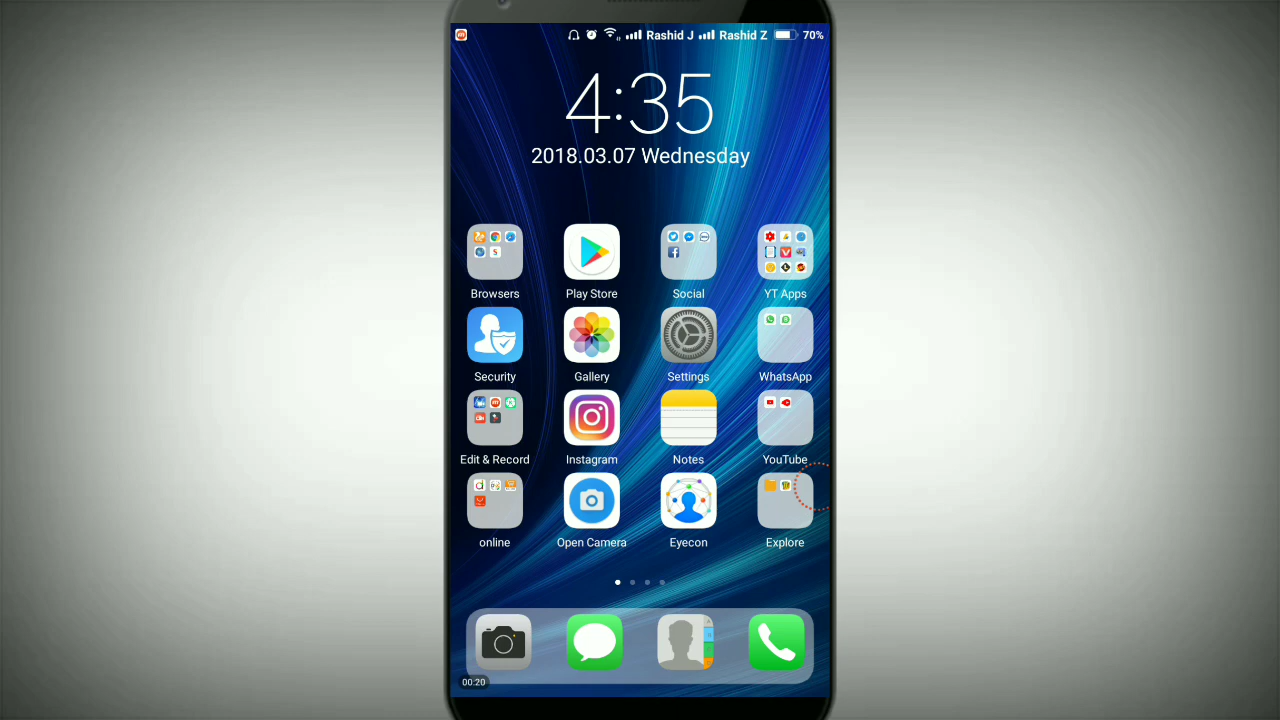 Rashid J Rashid Z 70%
4:35
2018.03.07 Wednesday
Browsers Play Store Social YT Apps
Security Gallery Settings WhatsApp
Edit & Record Instagram Notes YouTube
online Open Camera Eyecon Explore
00:20